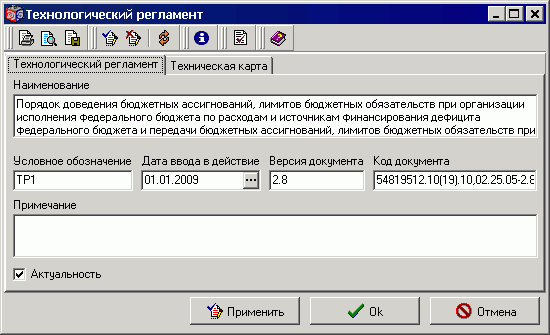 Технологический регламент
Технологический регламент Техническая карта
Наименование
Порядок доведения бюджетных ассигнований, лимитов бюджетных обязательств при организации
исполнения Федерального бюджета по расходам и источникам финансирования дефицита
Федерального бюджета и передачи бюджетных ассигнований, лимитов бюджетных обязательств при
Условное обозначение Дата ввода в действие Версия документа Код документа
ТР1 01.01.2009 ... 2.8 54819512.10(19).10,02.25.05-2.8
Примечание
Актуальность
Применить Ok Отмена